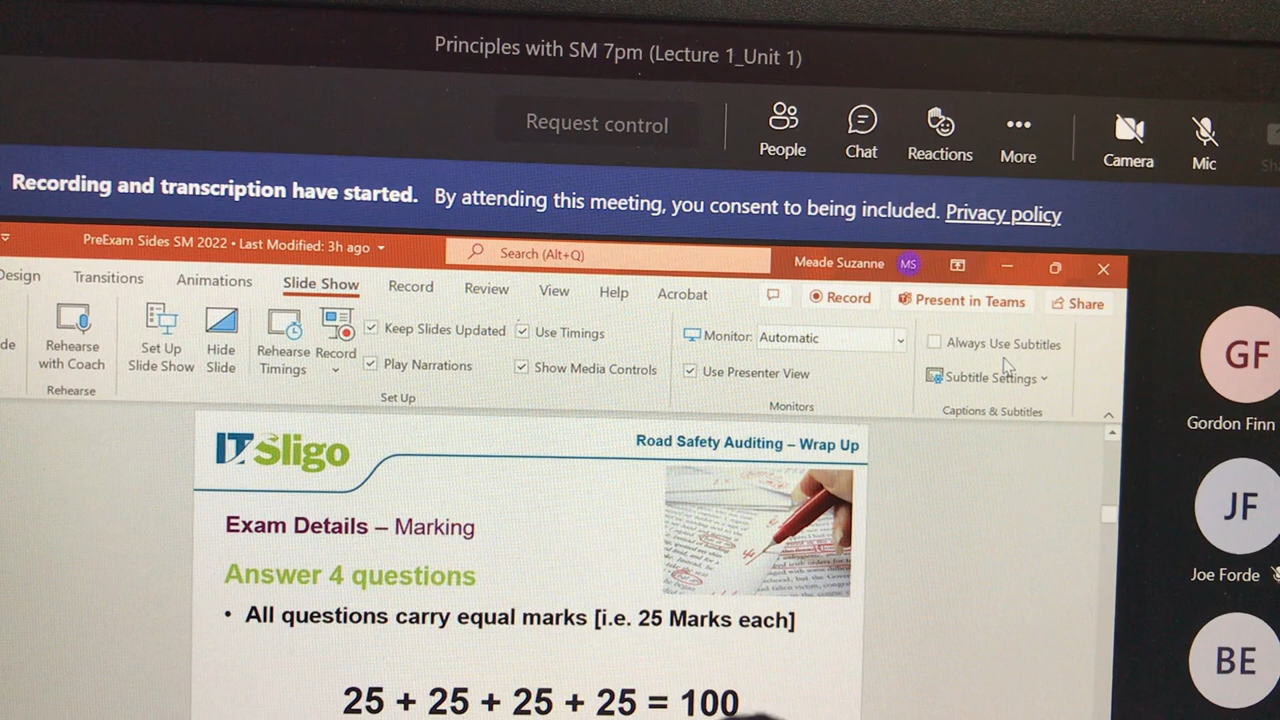 Principles with SM 7pm (Lecture 1_Unit 1)
Request control
People
Chat
Reactions
More
Camera
Mic
Recording and transcription have started. By attending this meeting, you consent to being included. Privacy policy
PreExam Sides SM 2022 • Last Modified: 3h ago
Search (Alt+Q)
Meade Suzanne MS
Design Transitions Animations Slide Show Record Review View Help Acrobat
Record Present in Teams Share
Rehearse with Coach
Set Up Slide Show
Hide Slide
Rehearse Timings
Record
Keep Slides Updated
Play Narrations
Use Timings
Show Media Controls
Monitor: Automatic
Use Presenter View
Always Use Subtitles
Subtitle Settings
Rehearse
Set Up
Monitors
Captions & Subtitles
IT Sligo
Road Safety Auditing – Wrap Up
Exam Details – Marking
Answer 4 questions
• All questions carry equal marks [i.e. 25 Marks each]
25 + 25 + 25 + 25 = 100
GF
Gordon Finn
JF
Joe Forde
BE